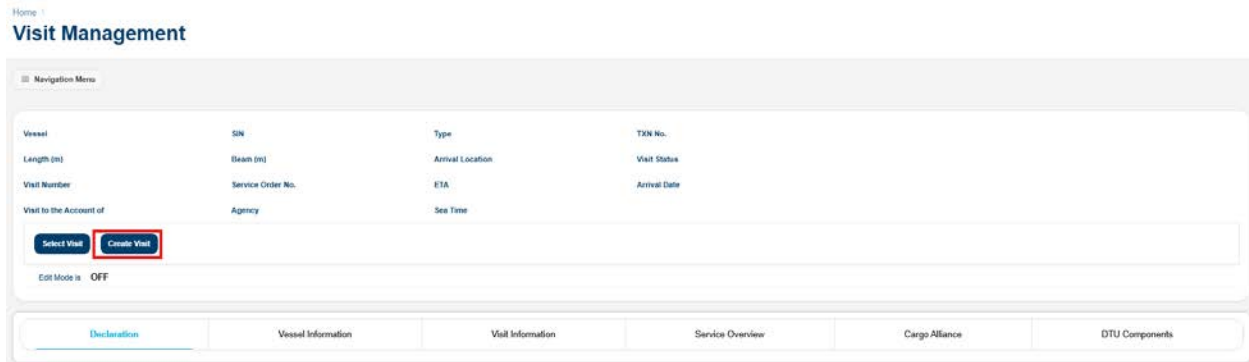 Home \
Visit Management
≡ Navigation Menu
Vessel SIN Type TXN No.
Length (m) Beam (m) Arrival Location Visit Status
Visit Number Service Order No. ETA Arrival Date
Visit to the Account of Agency Sea Time
Select Visit Create Visit
Edit Mode is OFF
Declaration Vessel Information Visit Information Service Overview Cargo Alliance DTU Components